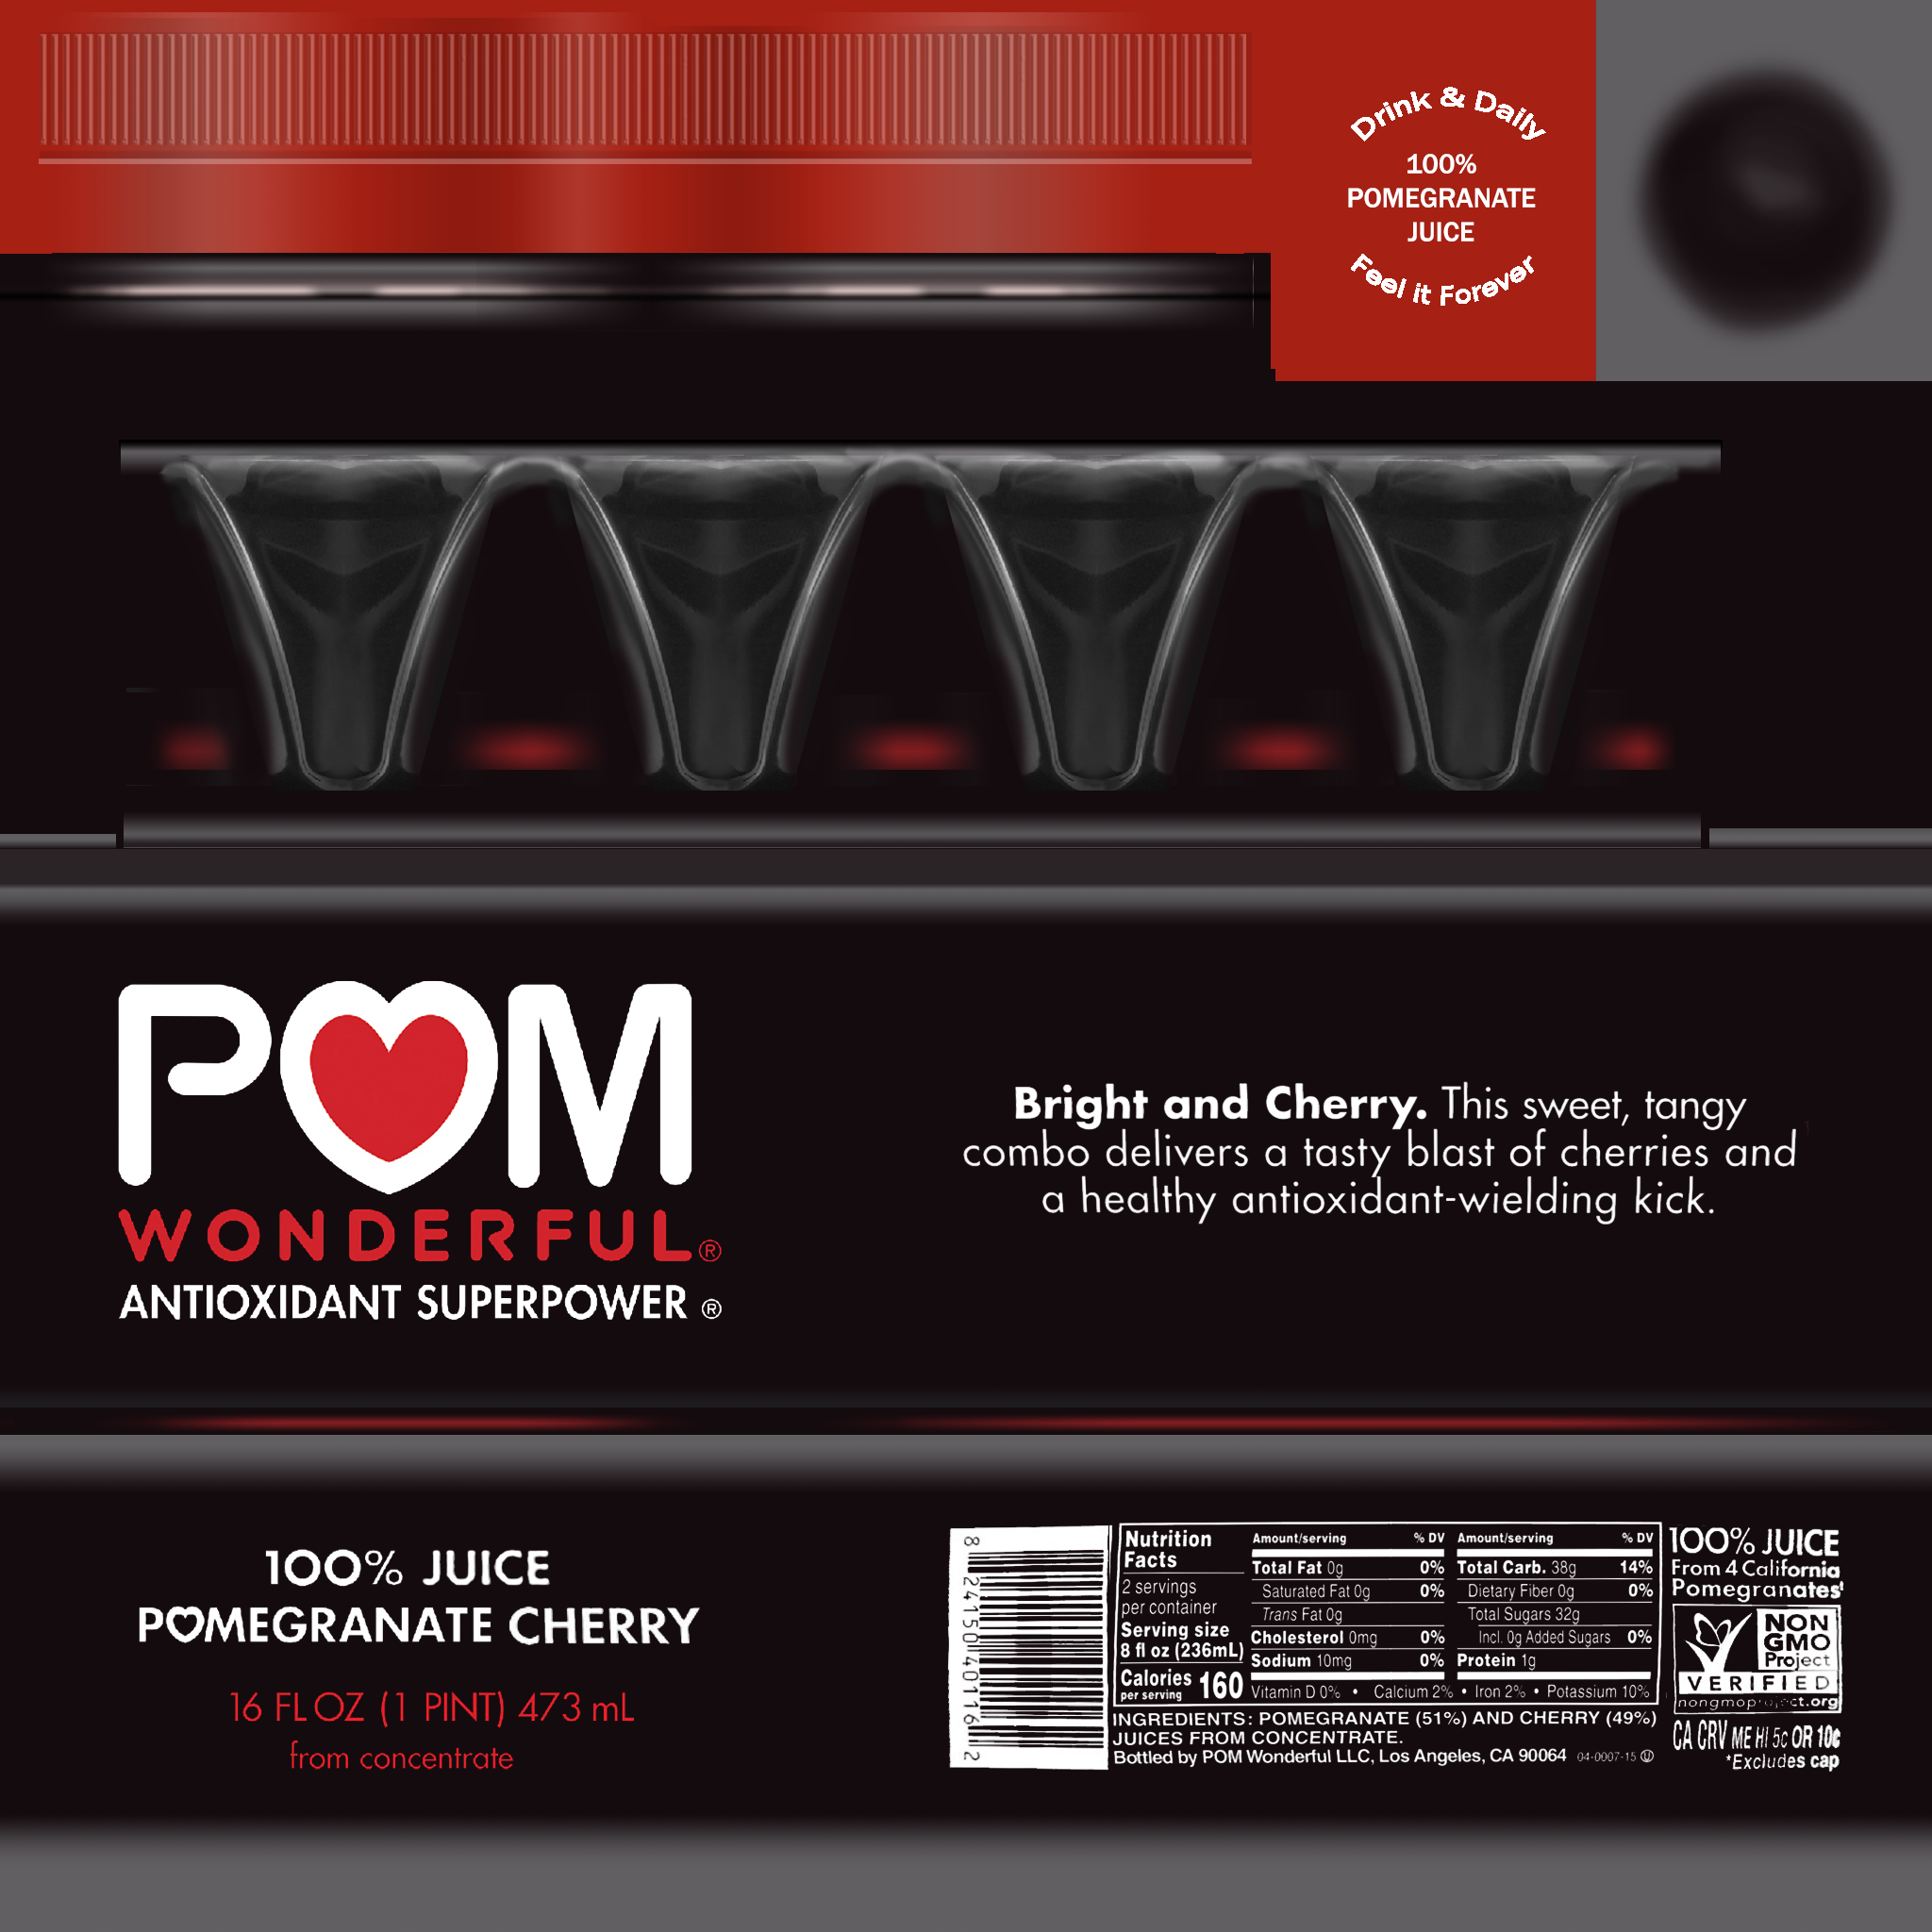 Drink & Daily
100%
POMEGRANATE
JUICE
Feel it Forever
POM
WONDERFUL®
ANTIOXIDANT SUPERPOWER ®
Bright and Cherry. This sweet, tangy
combo delivers a tasty blast of cherries and
a healthy antioxidant-wielding kick.
100% JUICE
POMEGRANATE CHERRY
16 FL OZ (1 PINT) 473 mL
from concentrate
8 24150 40116 2
Nutrition
Facts
2 servings
per container
Serving size
8 fl oz (236mL)
Calories 160
per serving
Amount/serving % DV
Total Fat 0g 0%
Saturated Fat 0g 0%
Trans Fat 0g
Cholesterol 0mg 0%
Sodium 10mg 0%
Amount/serving % DV
Total Carb. 38g 14%
Dietary Fiber 0g 0%
Total Sugars 32g
Incl. 0g Added Sugars 0%
Protein 1g
Vitamin D 0% • Calcium 2% • Iron 2% • Potassium 10%
INGREDIENTS: POMEGRANATE (51%) AND CHERRY (49%)
JUICES FROM CONCENTRATE.
Bottled by POM Wonderful LLC, Los Angeles, CA 90064 04-0007-15 U
100% JUICE
From 4 California
Pomegranates
NON
GMO
Project
VERIFIED
nongmoproject.org
CA CRV ME HI 5¢ OR 10¢
*Excludes cap